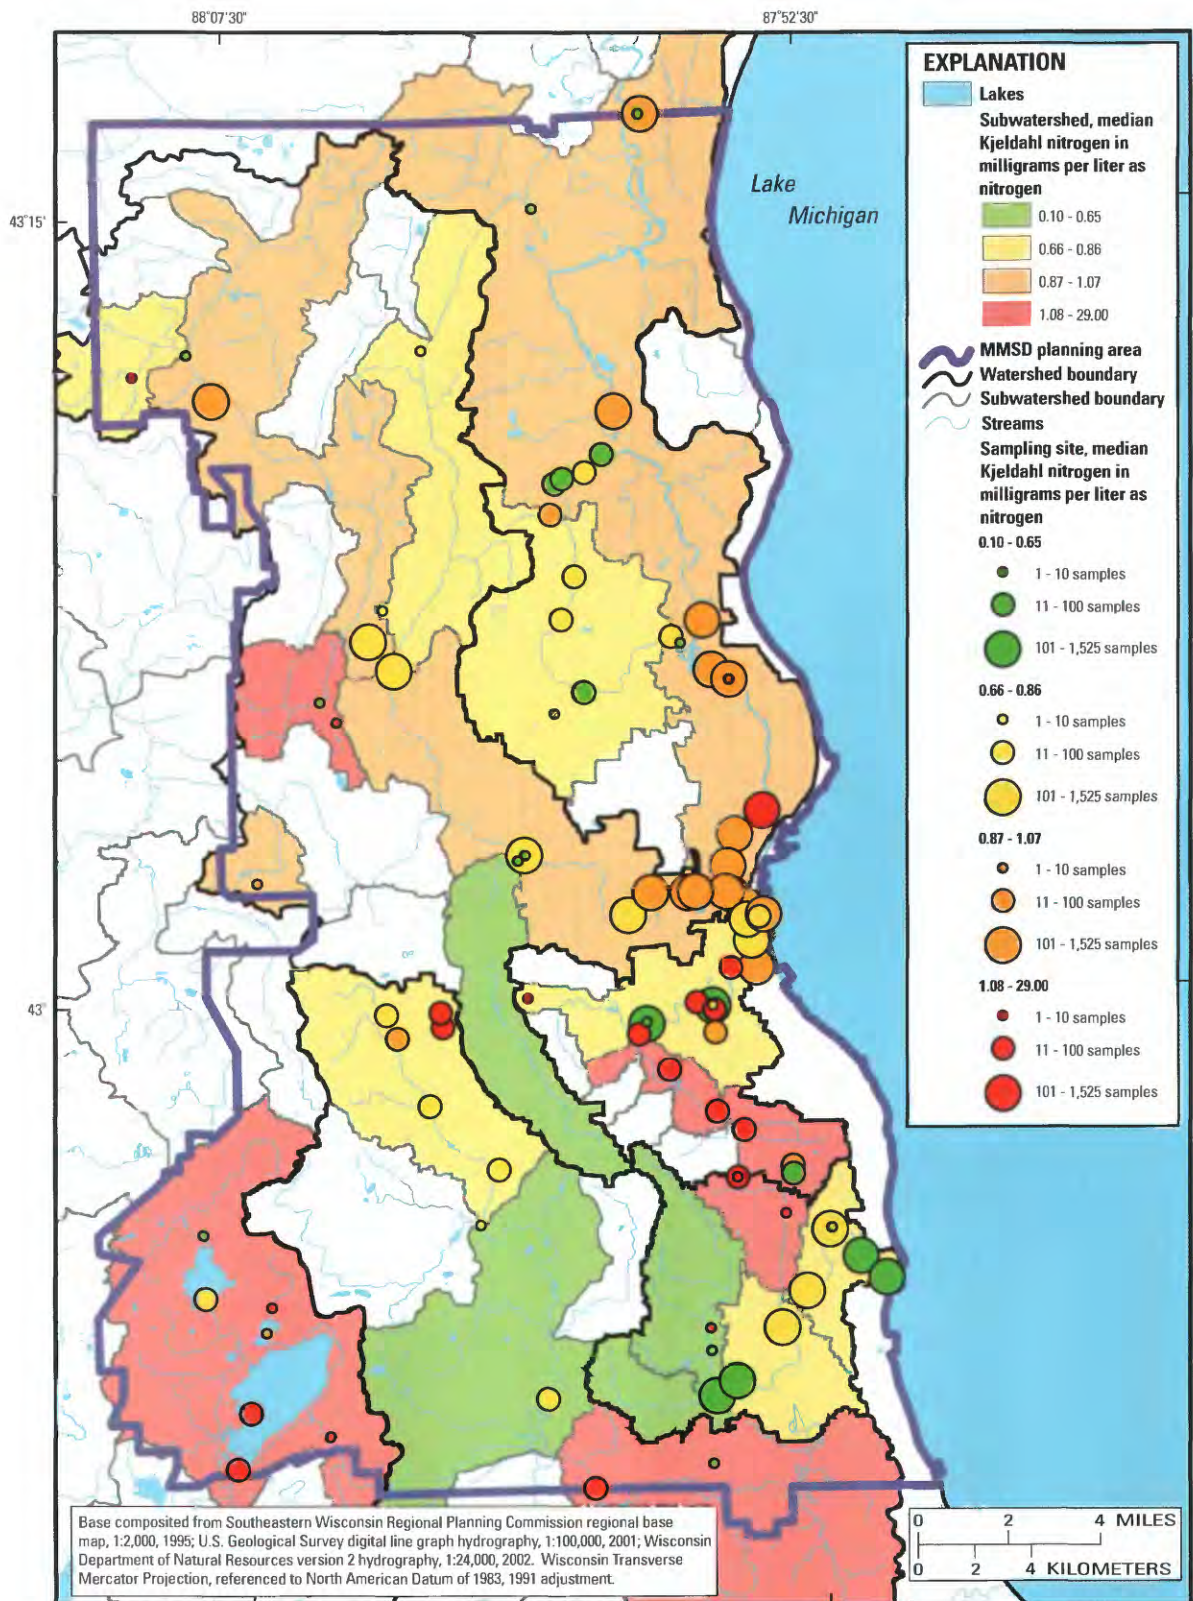 88°07'30"
87°52'30"
43°15'
43°
Lake
Michigan
EXPLANATION
Lakes
Subwatershed, median
Kjeldahl nitrogen in
milligrams per liter as
nitrogen
0.10 - 0.65
0.66 - 0.86
0.87 - 1.07
1.08 - 29.00
MMSD planning area
Watershed boundary
Subwatershed boundary
Streams
Sampling site, median
Kjeldahl nitrogen in
milligrams per liter as
nitrogen
0.10 - 0.65
1 - 10 samples
11 - 100 samples
101 - 1,525 samples
0.66 - 0.86
1 - 10 samples
11 - 100 samples
101 - 1,525 samples
0.87 - 1.07
1 - 10 samples
11 - 100 samples
101 - 1,525 samples
1.08 - 29.00
1 - 10 samples
11 - 100 samples
101 - 1,525 samples
Base composited from Southeastern Wisconsin Regional Planning Commission regional base
map, 1:2,000, 1995; U.S. Geological Survey digital line graph hydrography, 1:100,000, 2001; Wisconsin
Department of Natural Resources version 2 hydrography, 1:24,000, 2002. Wisconsin Transverse
Mercator Projection, referenced to North American Datum of 1983, 1991 adjustment.
0 2 4 MILES
0 2 4 KILOMETERS